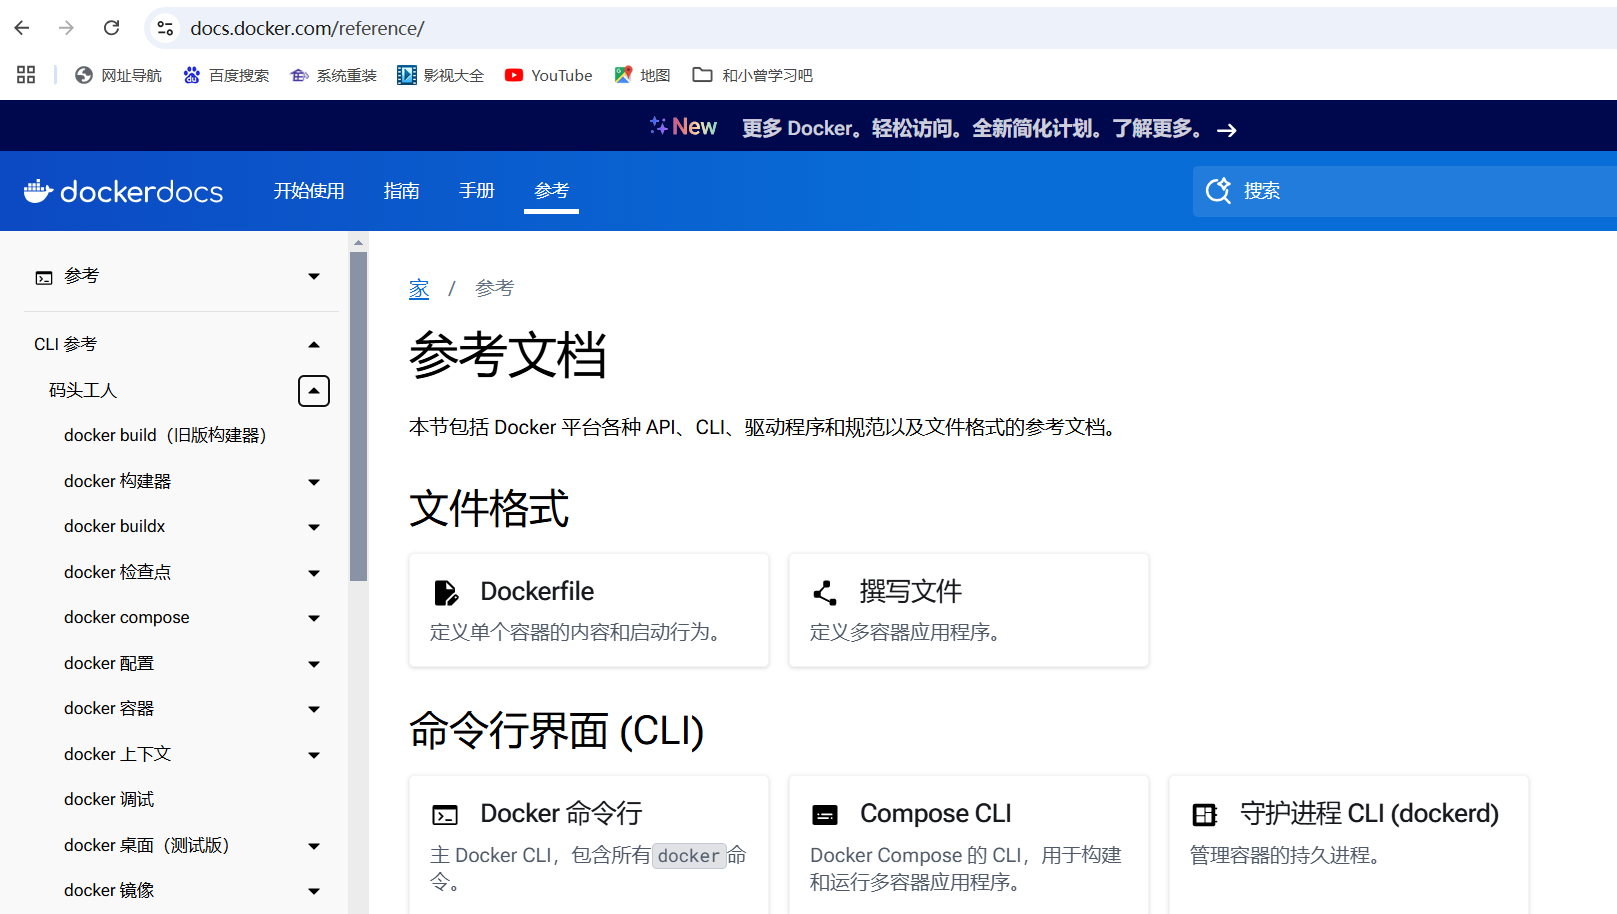 docs.docker.com/reference/
网址导航 百度搜索 系统重装 影视大全 YouTube 地图 和小曾学习吧
New 更多 Docker。轻松访问。全新简化计划。了解更多。 →
dockerdocs 开始使用 指南 手册 参考 搜索
参考
CLI 参考
码头工人
docker build（旧版构建器）
docker 构建器
docker buildx
docker 检查点
docker compose
docker 配置
docker 容器
docker 上下文
docker 调试
docker 桌面（测试版）
docker 镜像
家 / 参考
参考文档
本节包括 Docker 平台各种 API、CLI、驱动程序和规范以及文件格式的参考文档。
文件格式
Dockerfile
定义单个容器的内容和启动行为。
撰写文件
定义多容器应用程序。
命令行界面 (CLI)
Docker 命令行
主 Docker CLI，包含所有 docker 命
令。
Compose CLI
Docker Compose 的 CLI，用于构建
和运行多容器应用程序。
守护进程 CLI (dockerd)
管理容器的持久进程。